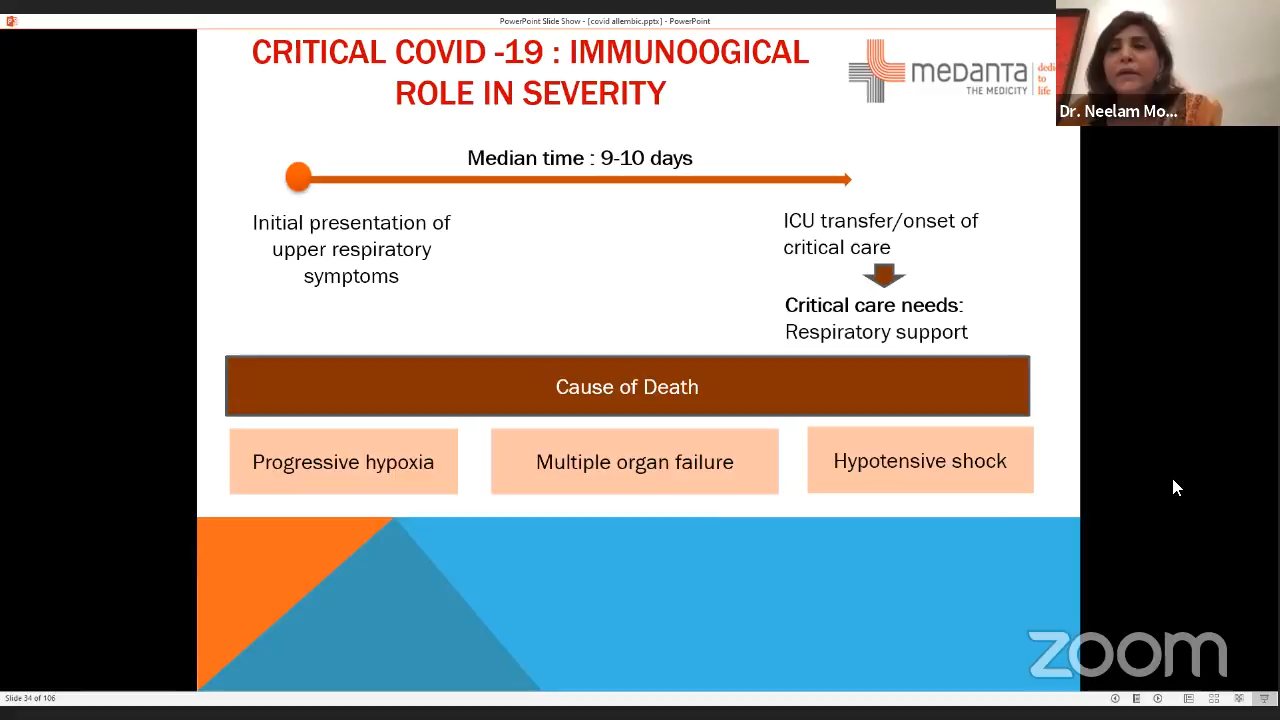 PowerPoint Slide Show - [covid allembic.pptx] - PowerPoint
CRITICAL COVID -19 : IMMUNOOGICAL
ROLE IN SEVERITY
medanta
THE MEDICITY
dedic
to
life
Dr. Neelam Mo...
Median time : 9-10 days
Initial presentation of
upper respiratory
symptoms
ICU transfer/onset of
critical care
Critical care needs:
Respiratory support
Cause of Death
Progressive hypoxia
Multiple organ failure
Hypotensive shock
zoom
Slide 34 of 106